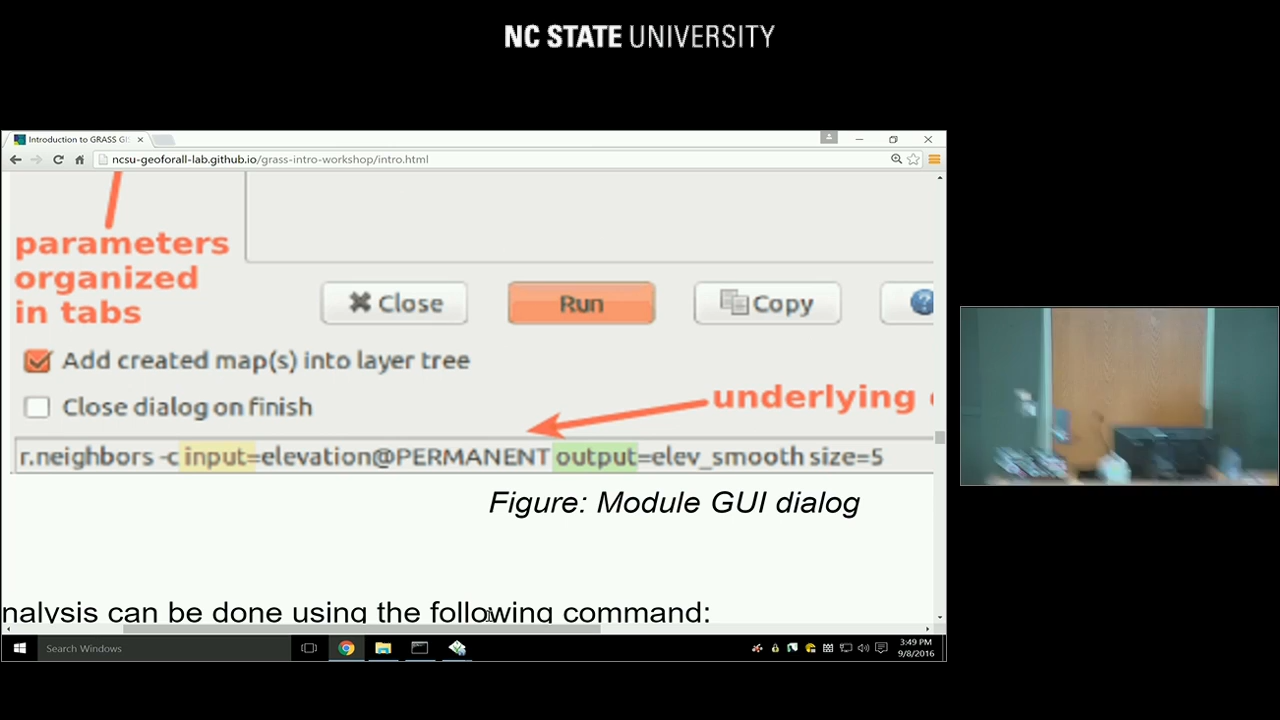 NC STATE UNIVERSITY
Introduction to GRASS GI
ncsu-geoforall-lab.github.io/grass-intro-workshop/intro.html
parameters
organized
in tabs
Close
Run
Copy
Add created map(s) into layer tree
Close dialog on finish
underlying
r.neighbors -c input=elevation@PERMANENT output=elev_smooth size=5
Figure: Module GUI dialog
nalysis can be done using the following command:
Search Windows
3:49 PM
9/8/2016